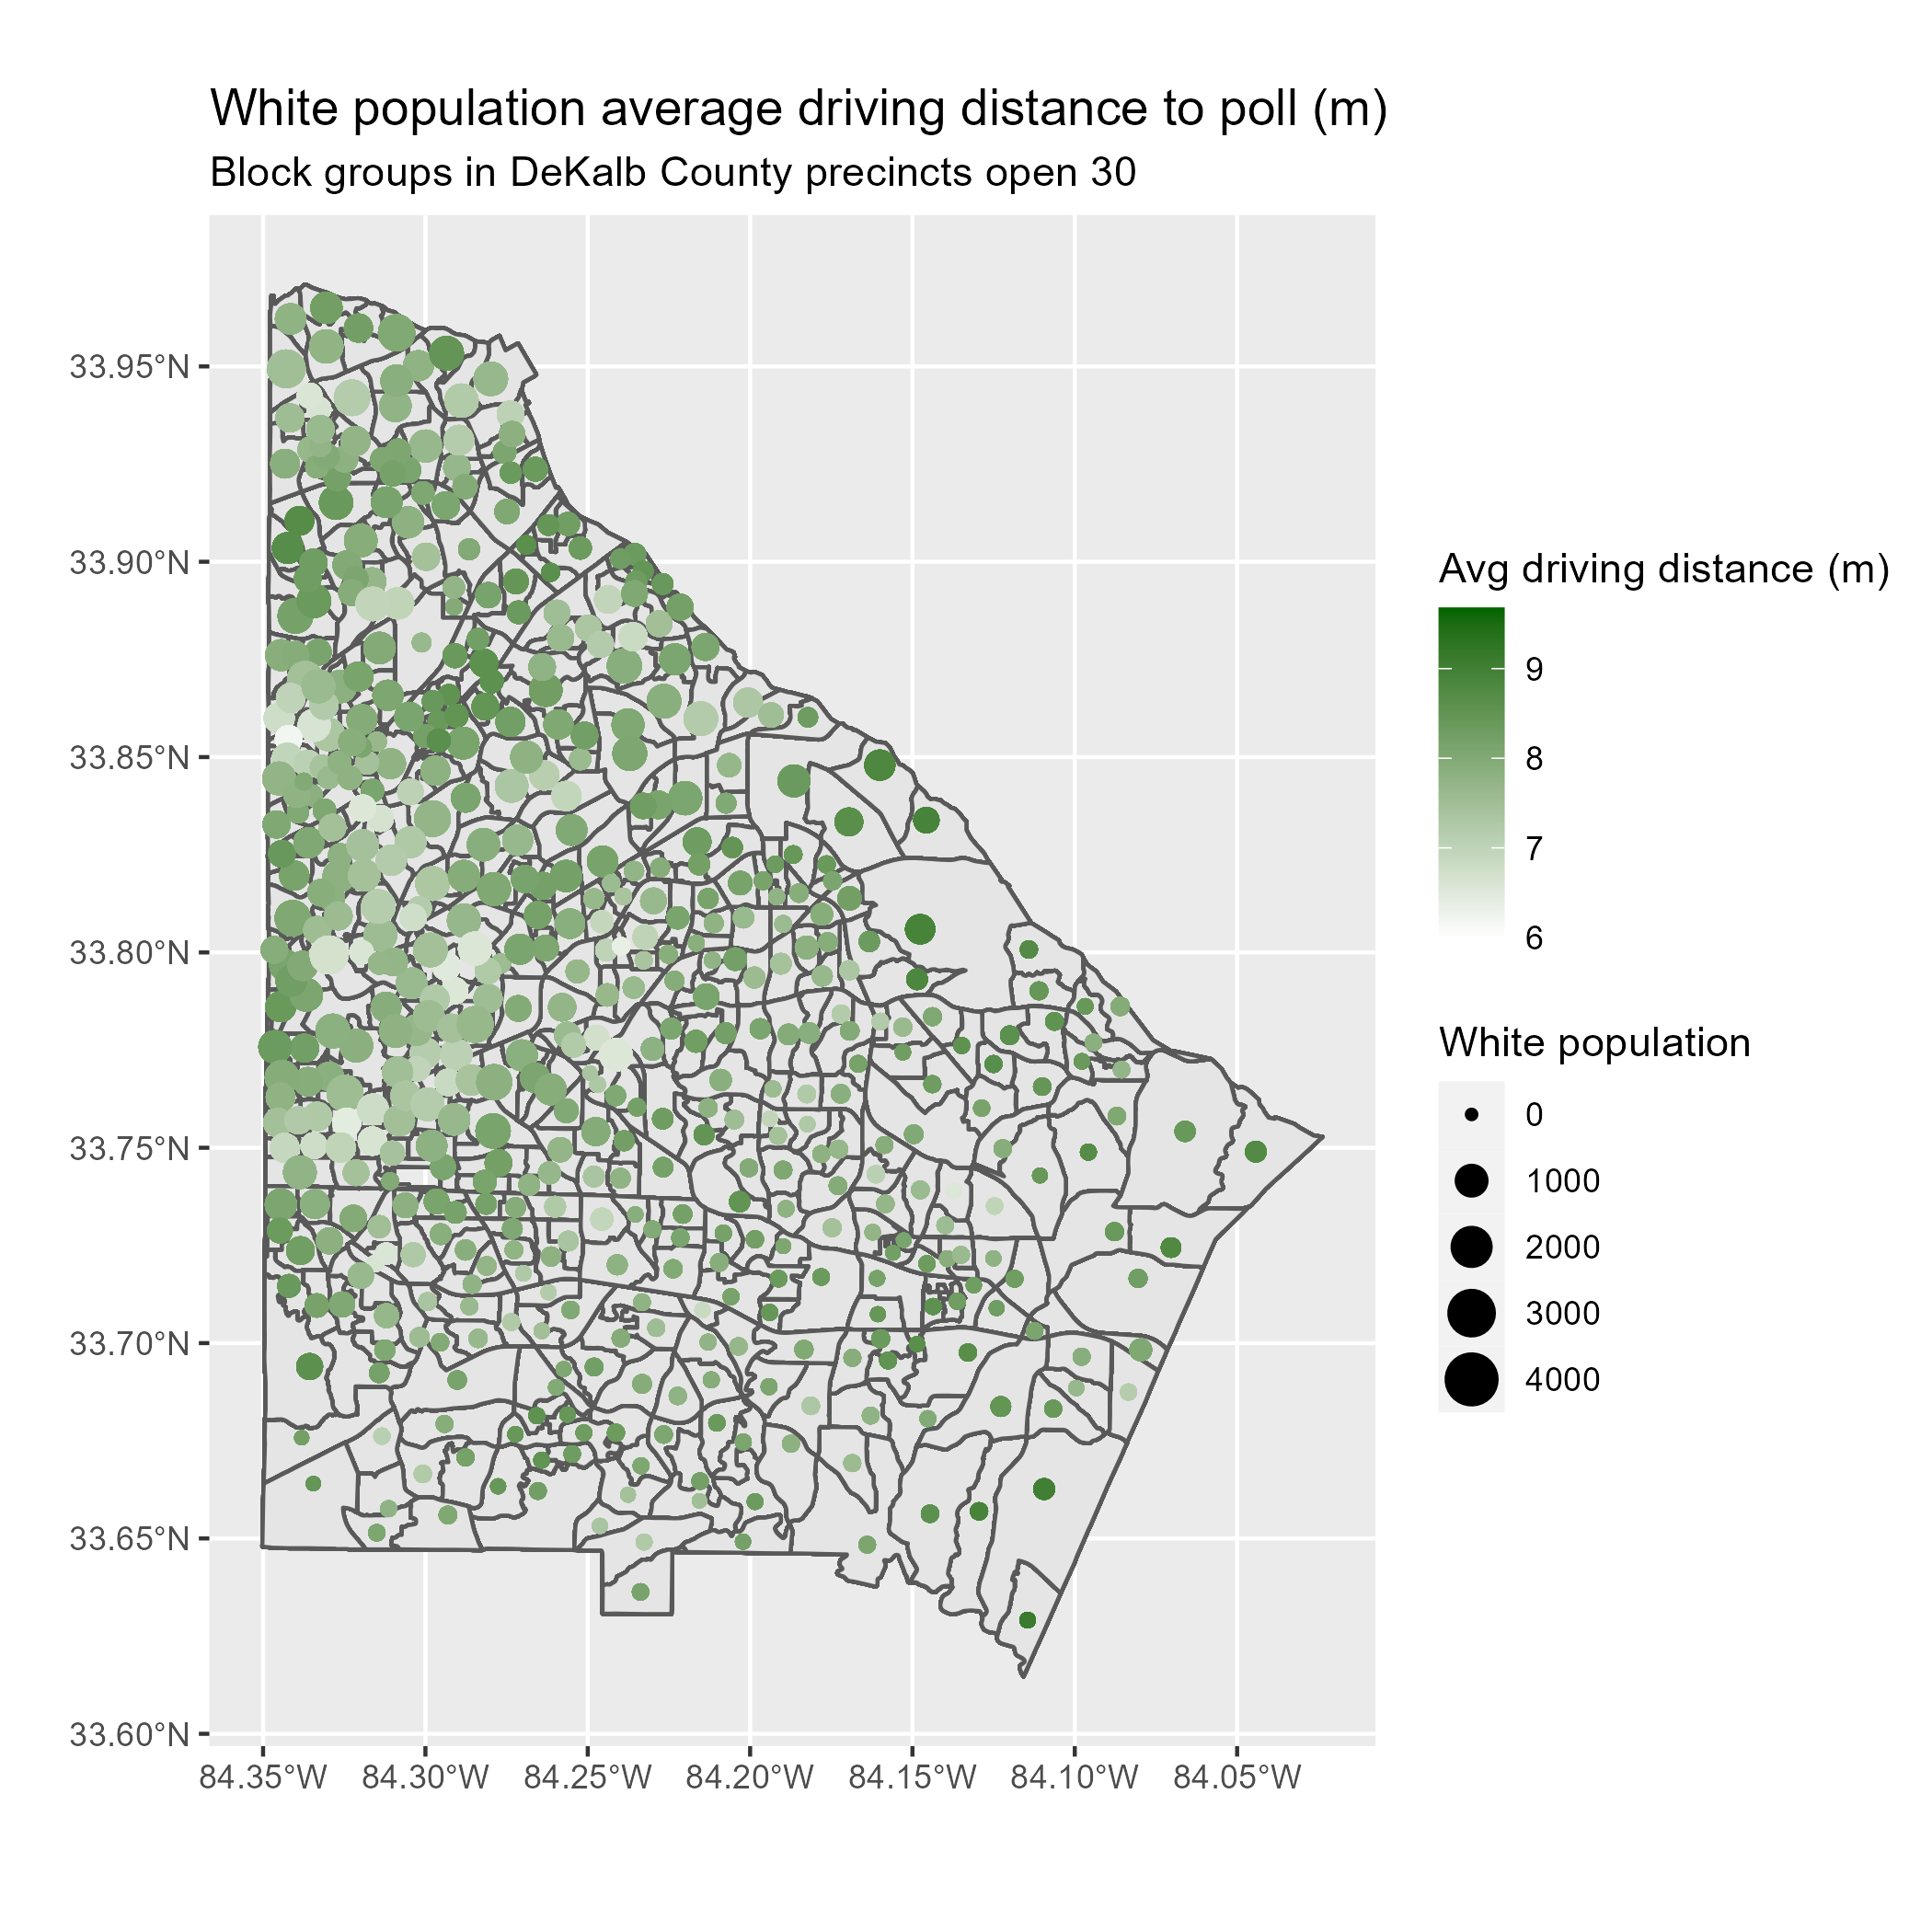 White population average driving distance to poll (m)
Block groups in DeKalb County precincts open 30
33.95°N
33.90°N
33.85°N
33.80°N
33.75°N
33.70°N
33.65°N
33.60°N
84.35°W 84.30°W 84.25°W 84.20°W 84.15°W 84.10°W 84.05°W
Avg driving distance (m)
9
8
7
6
White population
0
1000
2000
3000
4000